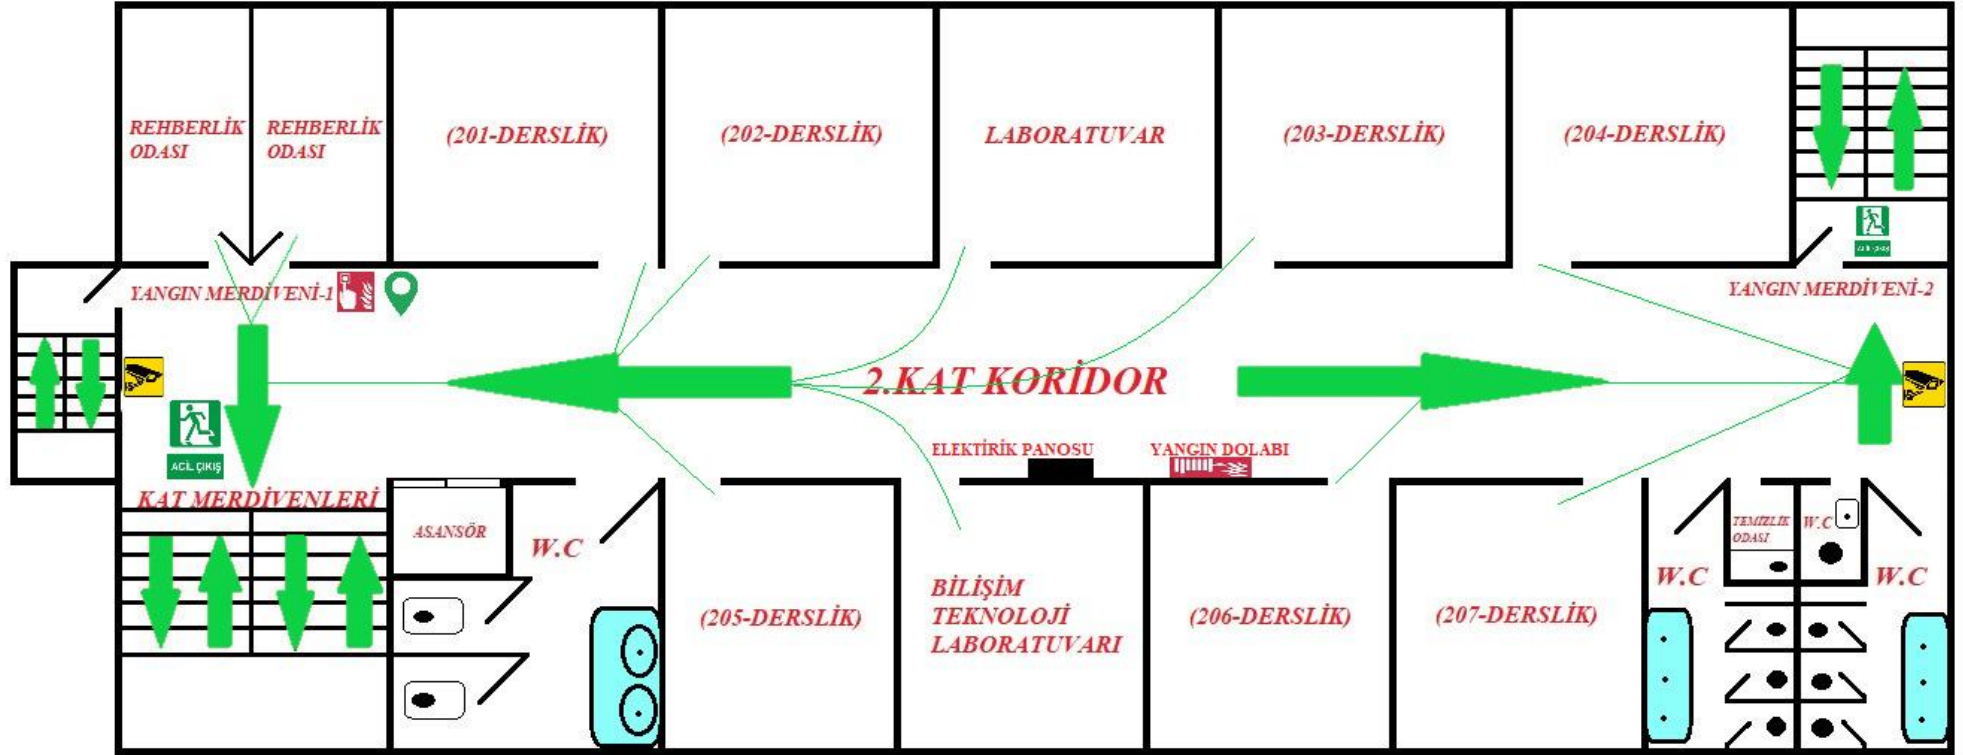 REHBERLİK
ODASI
REHBERLİK
ODASI
(201-DERSLİK)
(202-DERSLİK)
LABORATUVAR
(203-DERSLİK)
(204-DERSLİK)
ACİL ÇIKIŞ
YANGIN MERDİVENİ-1
YANGIN MERDİVENİ-2
2.KAT KORİDOR
ACİL ÇIKIŞ
ELEKTİRİK PANOSU
YANGIN DOLABI
KAT MERDİVENLERİ
ASANSÖR
W.C
(205-DERSLİK)
BİLİŞİM
TEKNOLOJİ
LABORATUVARI
(206-DERSLİK)
(207-DERSLİK)
W.C
TEMİZLİK
ODASI
W.C
W.C